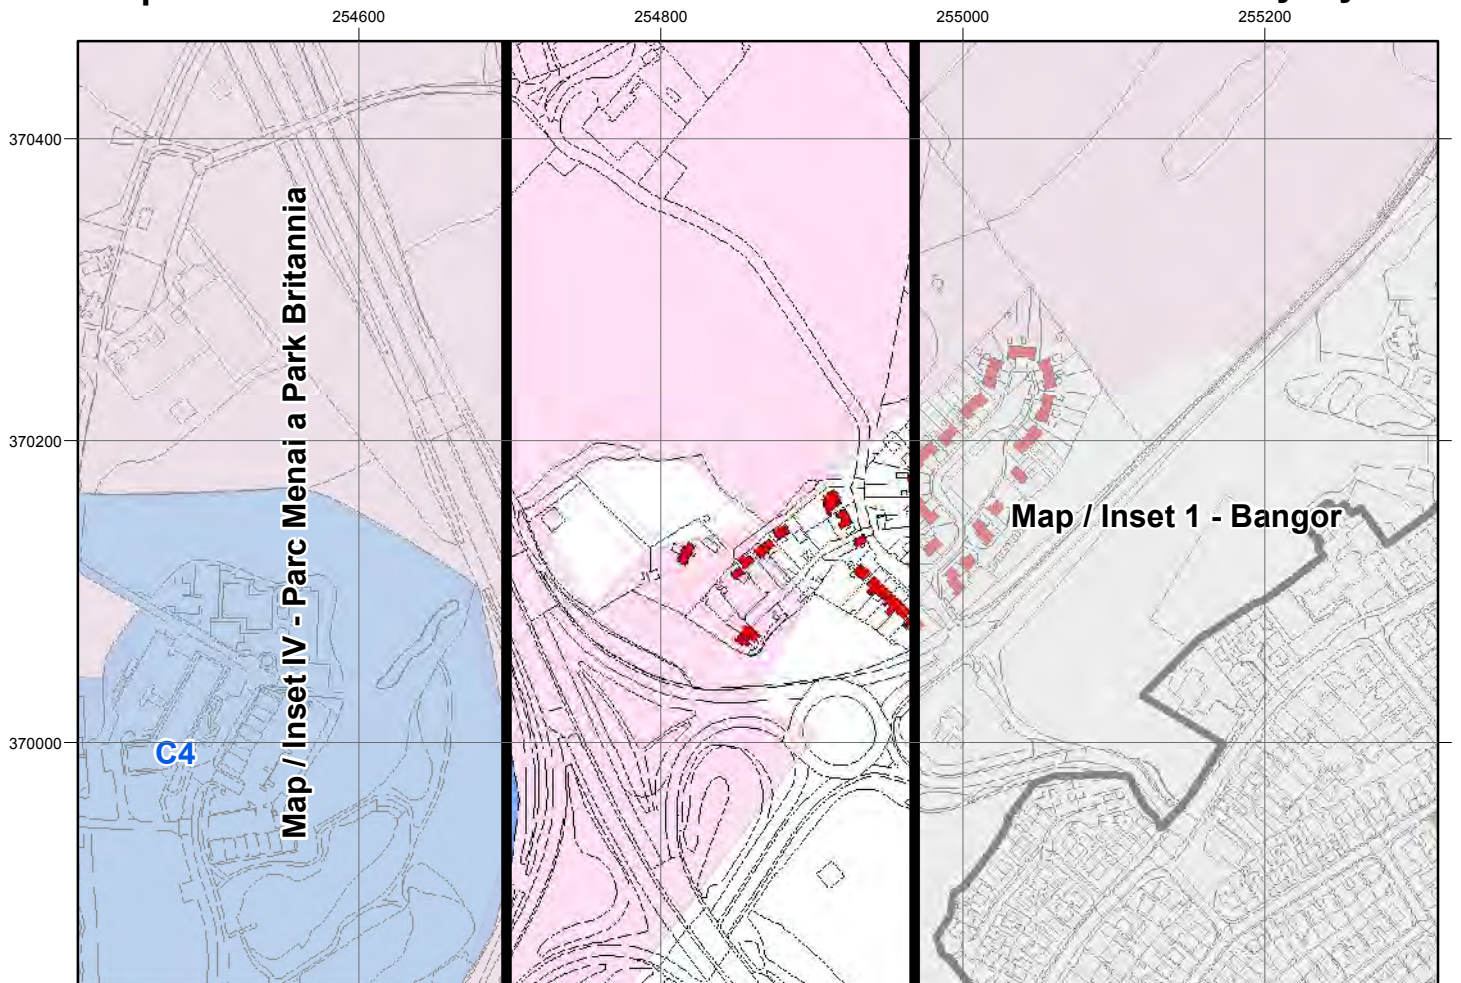 254600
254800
255000
255200
370400
370200
370000
Map / Inset IV - Parc Menai a Park Britannia
Map / Inset 1 - Bangor
C4